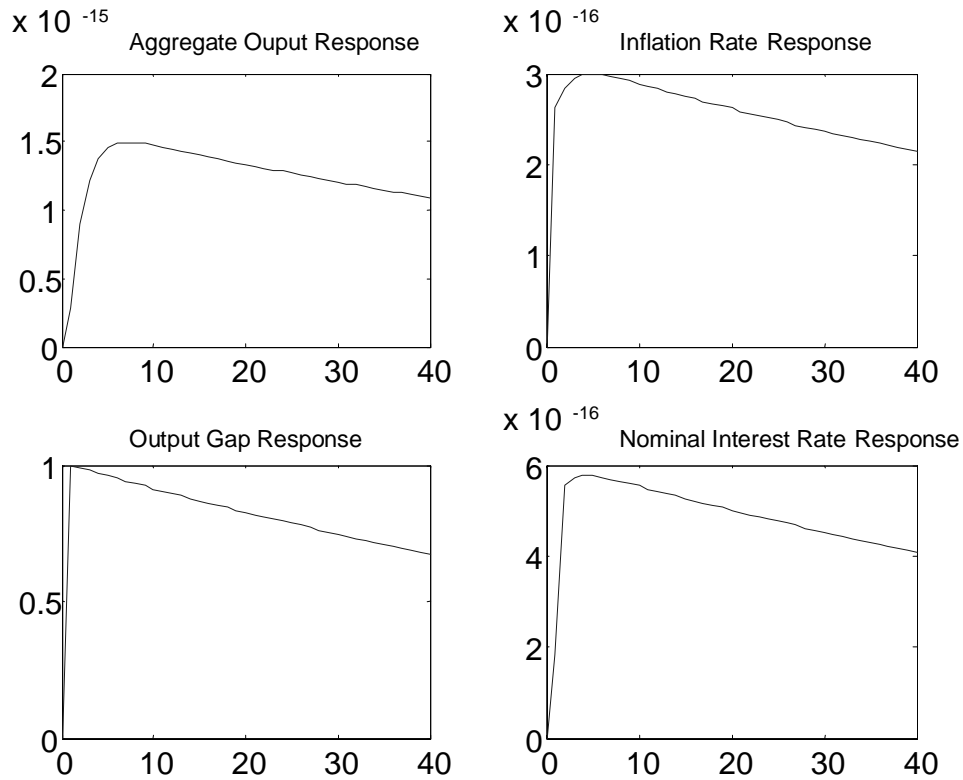 x 10 -15
Aggregate Ouput Response
2
1.5
1
0.5
0
0 10 20 30 40
x 10 -16
Inflation Rate Response
3
2
1
0
0 10 20 30 40
Output Gap Response
1
0.5
0
0 10 20 30 40
x 10 -16
Nominal Interest Rate Response
6
4
2
0
0 10 20 30 40